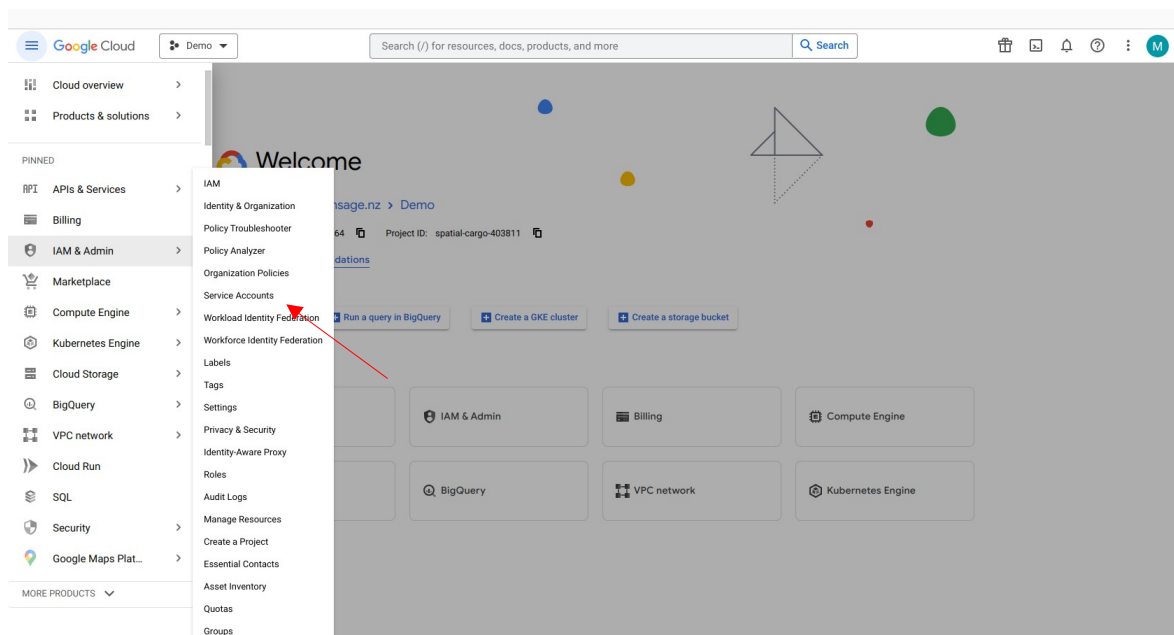 Google Cloud
Demo
Search (/) for resources, docs, products, and more
Search
M
Cloud overview
Products & solutions
PINNED
API APIs & Services
Billing
IAM & Admin
Marketplace
Compute Engine
Kubernetes Engine
Cloud Storage
BigQuery
VPC network
Cloud Run
SQL
Security
Google Maps Plat...
MORE PRODUCTS
IAM
Identity & Organization
Policy Troubleshooter
Policy Analyzer
Organization Policies
Service Accounts
Workload Identity Federation
Workforce Identity Federation
Labels
Tags
Settings
Privacy & Security
Identity-Aware Proxy
Roles
Audit Logs
Manage Resources
Create a Project
Essential Contacts
Asset Inventory
Quotas
Groups
Welcome
nsage.nz > Demo
64 Project ID: spatial-cargo-403811
dations
Run a query in BigQuery
Create a GKE cluster
Create a storage bucket
IAM & Admin
Billing
Compute Engine
BigQuery
VPC network
Kubernetes Engine